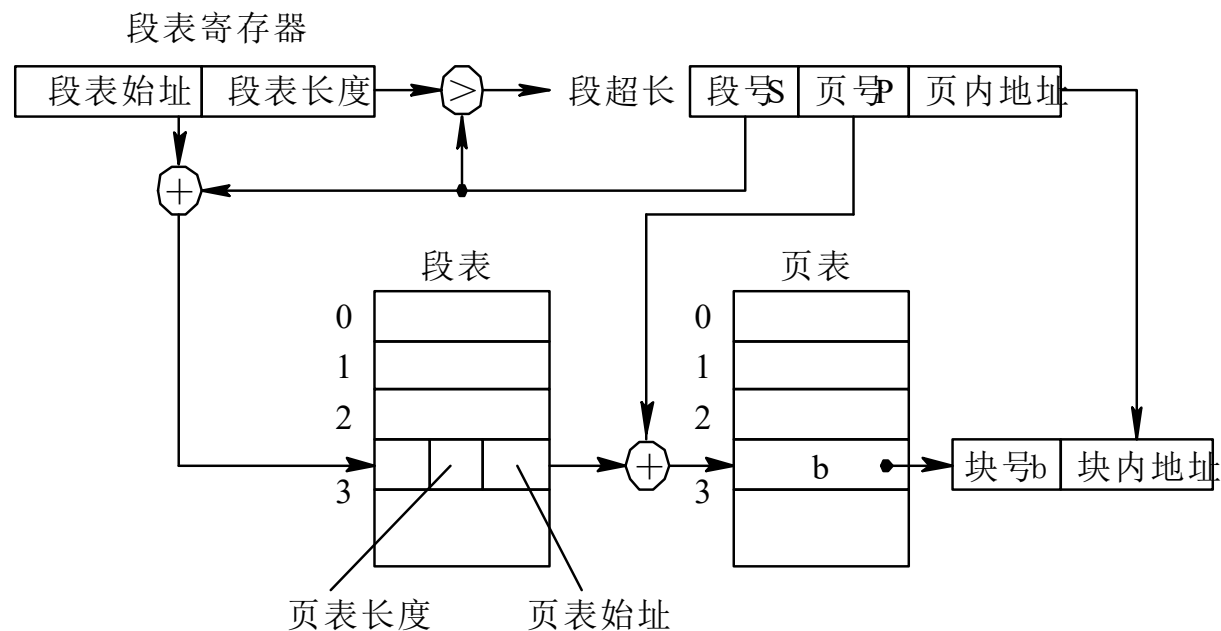 段表寄存器
段表始址 段表长度 > 段超长 段号S 页号P 页内地址
+
段表 页表
0 0
1 1
2 2
+ b 块号b 块内地址
3 3
页表长度 页表始址